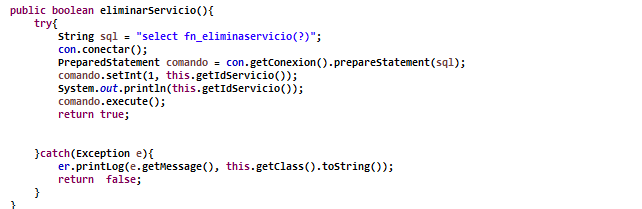 public boolean eliminarServicio(){
    try{
        String sql = "select fn_eliminaservicio(?)";
        con.conectar();
        PreparedStatement comando = con.getConexion().prepareStatement(sql);
        comando.setInt(1, this.getIdServicio());
        System.out.println(this.getIdServicio());
        comando.execute();
        return true;

    }catch(Exception e){
        er.printLog(e.getMessage(), this.getClass().toString());
        return  false;
    }
}